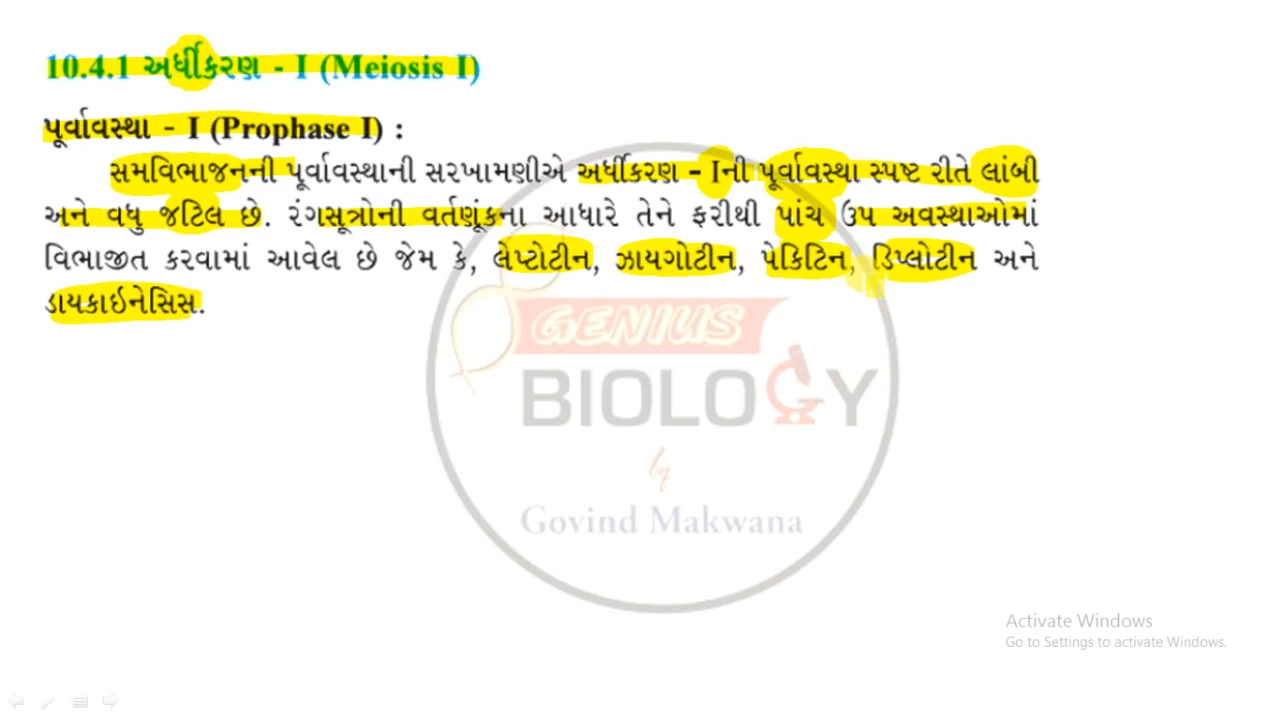 10.4.1 અર્ધીકરણ - I (Meiosis I)
પૂર્વાવસ્થા - I (Prophase I) :
સમવિભાજનની પૂર્વાવસ્થાની સરખામણીએ અર્ધીકરણ - Iની પૂર્વાવસ્થા સ્પષ્ટ રીતે લાંબી
અને વધુ જટિલ છે. રંગસૂત્રોની વર્તણૂંકના આધારે તેને ફરીથી પાંચ ઉપ અવસ્થાઓમાં
વિભાજીત કરવામાં આવેલ છે જેમ કે, લેપ્ટોટીન, ઝાયગોટીન, પેકિટિન, ડિપ્લોટીન અને
ડાયકાઇનેસિસ.
GENIUS
BIOLOGY
by
Govind Makwana
Activate Windows
Go to Settings to activate Windows.